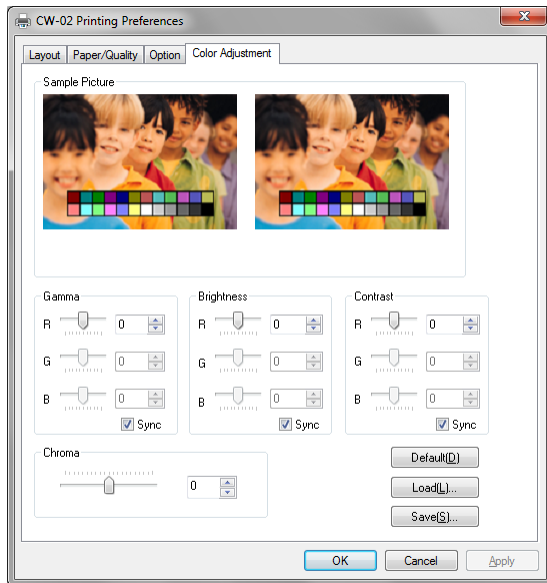 CW-02 Printing Preferences
Layout Paper/Quality Option Color Adjustment
Sample Picture
Gamma Brightness Contrast
R 0 R 0 R 0
G 0 G 0 G 0
B 0 B 0 B 0
Sync Sync Sync
Chroma
0
Default(D)
Load(L)...
Save(S)...
OK Cancel Apply